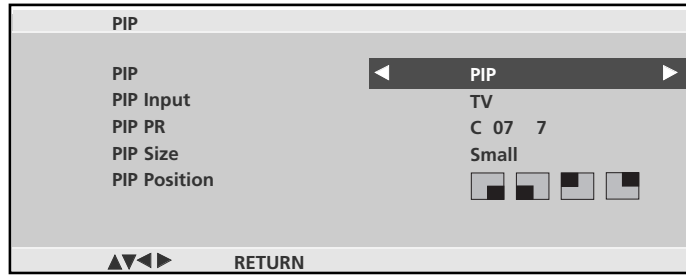 PIP
PIP PIP
PIP Input TV
PIP PR C 07 7
PIP Size Small
PIP Position
RETURN